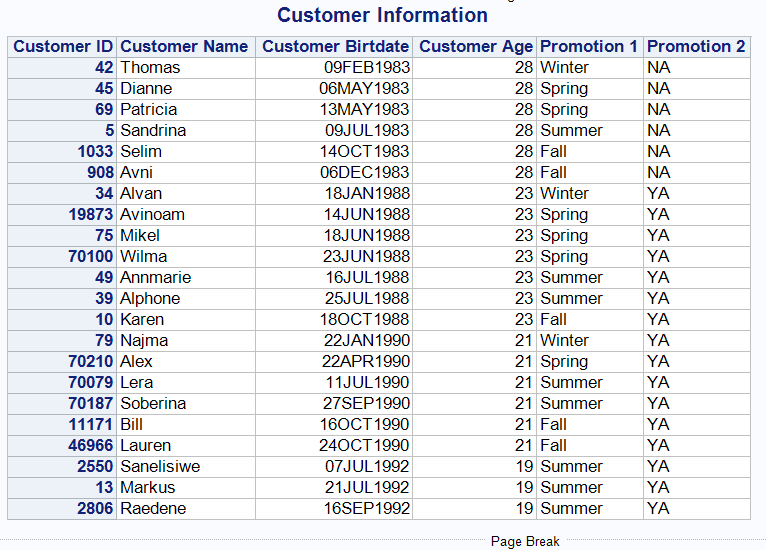 Customer Information
Customer ID Customer Name Customer Birtdate Customer Age Promotion 1 Promotion 2
42 Thomas 09FEB1983 28 Winter NA
45 Dianne 06MAY1983 28 Spring NA
69 Patricia 13MAY1983 28 Spring NA
5 Sandrina 09JUL1983 28 Summer NA
1033 Selim 14OCT1983 28 Fall NA
908 Avni 06DEC1983 28 Fall NA
34 Alvan 18JAN1988 23 Winter YA
19873 Avinoam 14JUN1988 23 Spring YA
75 Mikel 18JUN1988 23 Spring YA
70100 Wilma 23JUN1988 23 Spring YA
49 Annmarie 16JUL1988 23 Summer YA
39 Alphone 25JUL1988 23 Summer YA
10 Karen 18OCT1988 23 Fall YA
79 Najma 22JAN1990 21 Winter YA
70210 Alex 22APR1990 21 Spring YA
70079 Lera 11JUL1990 21 Summer YA
70187 Soberina 27SEP1990 21 Summer YA
11171 Bill 16OCT1990 21 Fall YA
46966 Lauren 24OCT1990 21 Fall YA
2550 Sanelisiwe 07JUL1992 19 Summer YA
13 Markus 21JUL1992 19 Summer YA
2806 Raedene 16SEP1992 19 Summer YA
Page Break